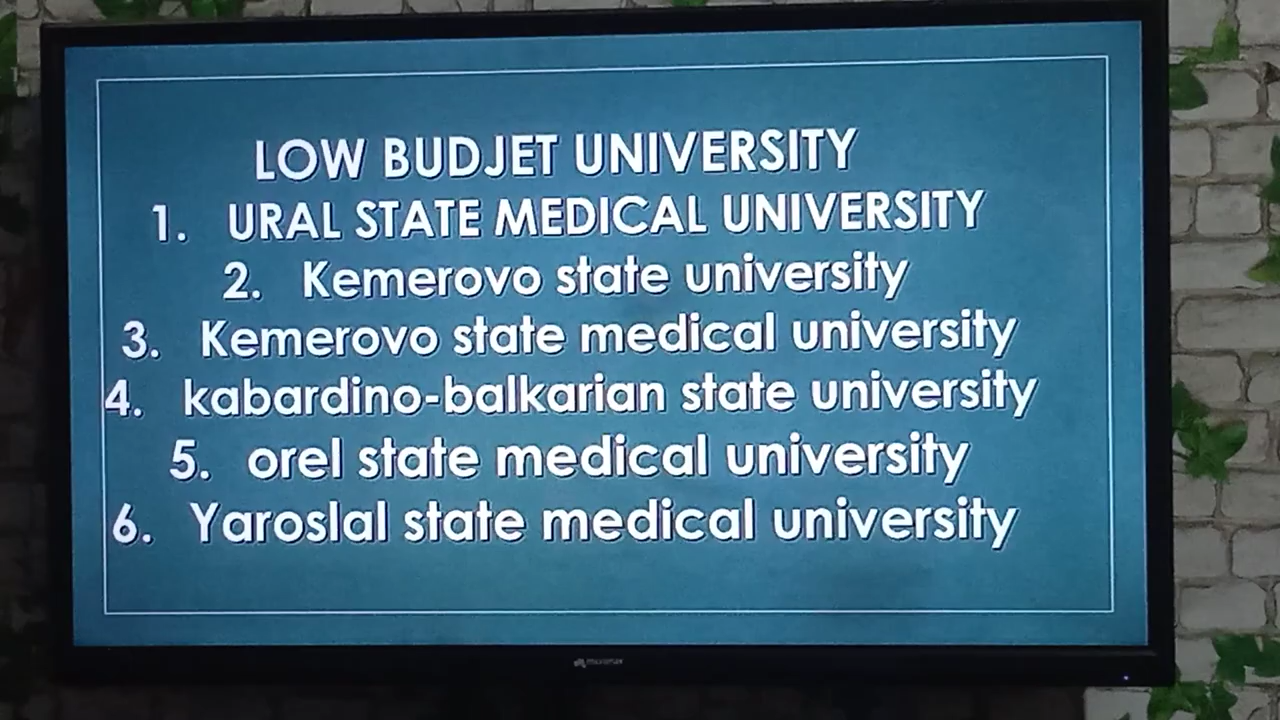 LOW BUDJET UNIVERSITY
1. URAL STATE MEDICAL UNIVERSITY
2. Kemerovo state university
3. Kemerovo state medical university
4. kabardino-balkarian state university
5. orel state medical university
6. Yaroslal state medical university